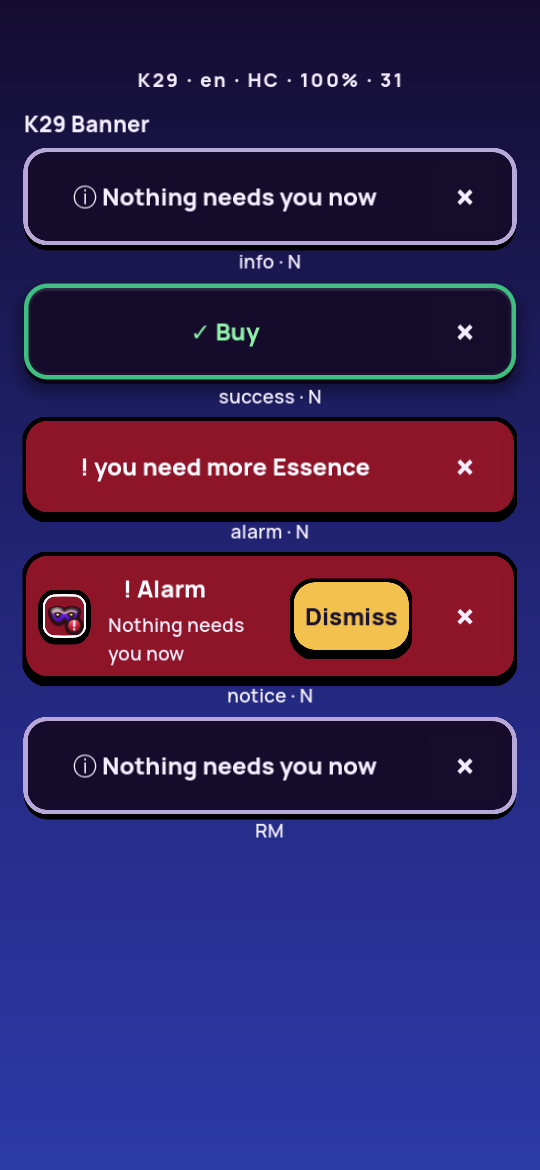 K29 · en · HC · 100% · 31
K29 Banner
ⓘ Nothing needs you now ×
info · N
✓ Buy ×
success · N
! you need more Essence ×
alarm · N
! Alarm
Nothing needs
you now
Dismiss ×
notice · N
ⓘ Nothing needs you now ×
RM